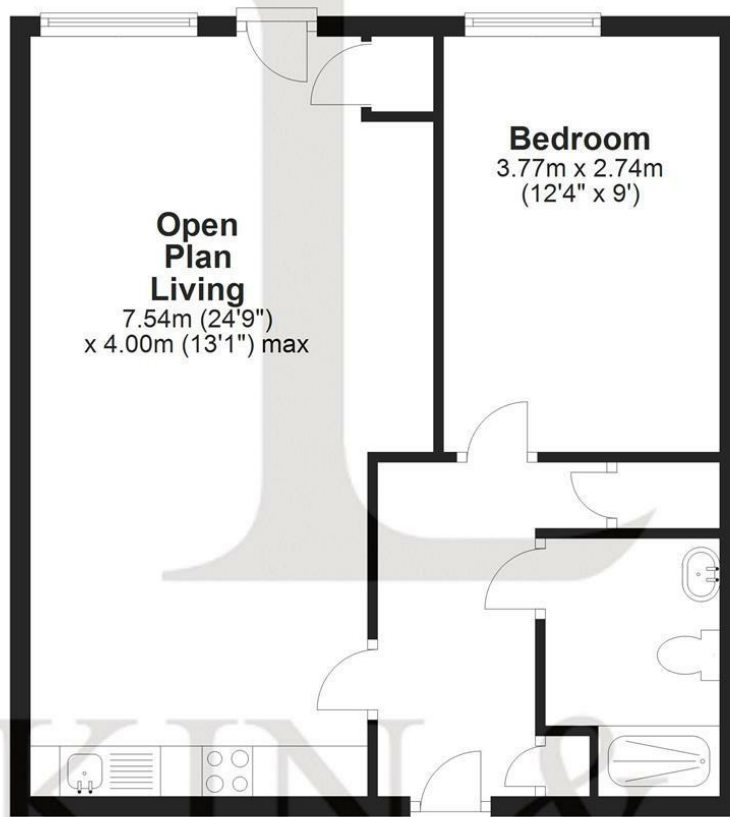 Open
Plan
Living
7.54m (24'9")
x 4.00m (13'1") max
Bedroom
3.77m x 2.74m
(12'4" x 9')
L
KIN &